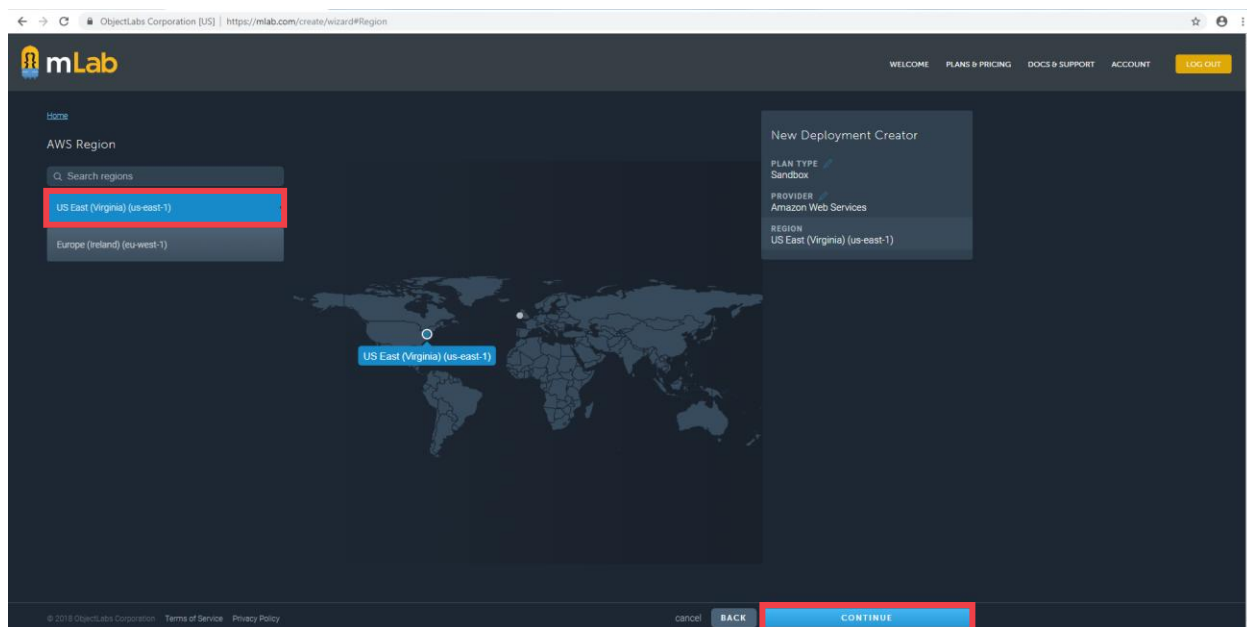 ObjectLabs Corporation [US] | https://mlab.com/create/wizard#Region
mLab
WELCOME PLANS & PRICING DOCS & SUPPORT ACCOUNT LOG OUT
Home
AWS Region
Search regions
US East (Virginia) (us-east-1)
Europe (Ireland) (eu-west-1)
US East (Virginia) (us-east-1)
New Deployment Creator
PLAN TYPE
Sandbox
PROVIDER
Amazon Web Services
REGION
US East (Virginia) (us-east-1)
© 2018 ObjectLabs Corporation Terms of Service Privacy Policy
cancel BACK CONTINUE